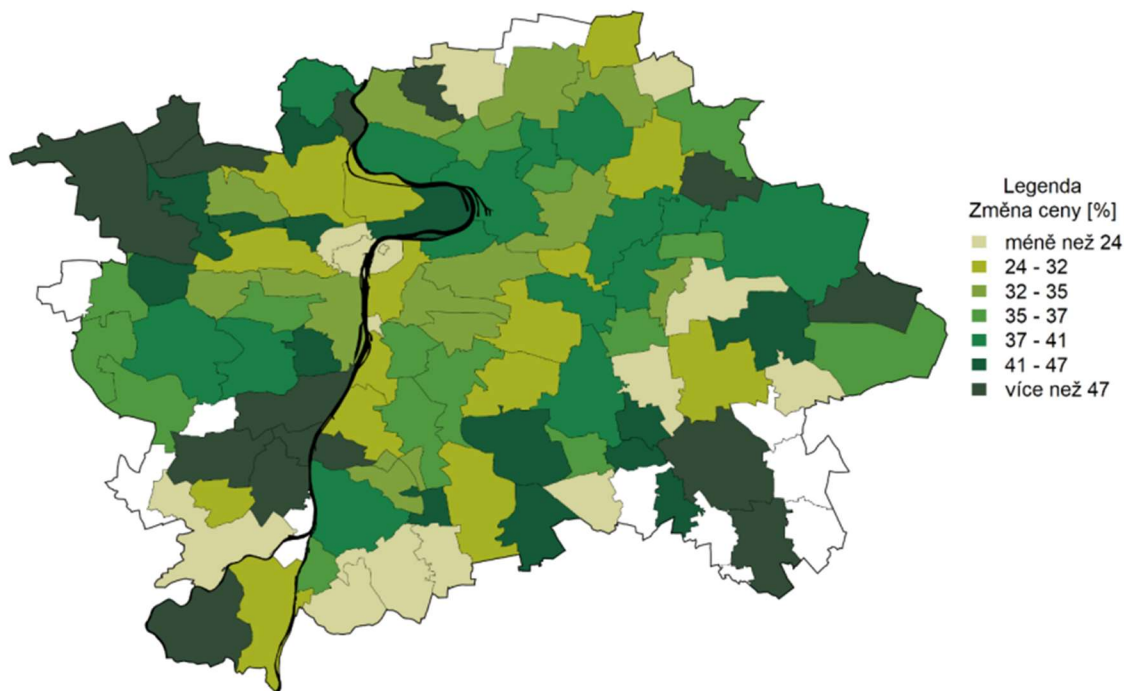 Legenda
Změna ceny [%]
méně než 24
24 - 32
32 - 35
35 - 37
37 - 41
41 - 47
více než 47